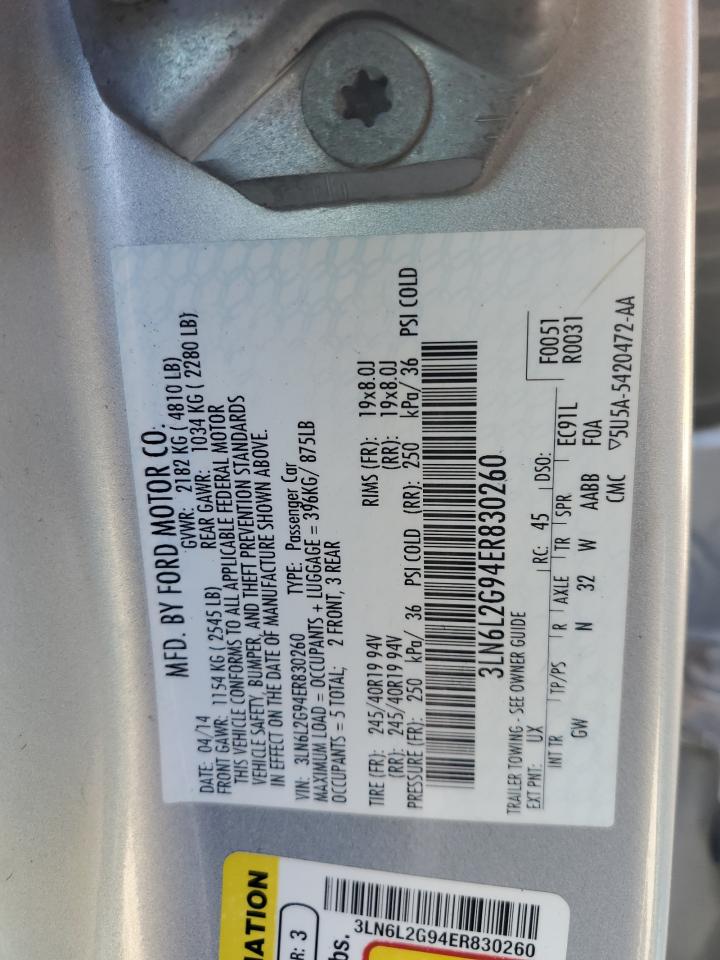 MFD. BY FORD MOTOR CO.
DATE: 04/14 GVWR: 2182 KG ( 4810 LB)
FRONT GAWR: 1154 KG ( 2545 LB) REAR GAWR: 1034 KG ( 2280 LB)
THIS VEHICLE CONFORMS TO ALL APPLICABLE FEDERAL MOTOR
VEHICLE SAFETY, BUMPER, AND THEFT PREVENTION STANDARDS
IN EFFECT ON THE DATE OF MANUFACTURE SHOWN ABOVE.
VIN: 3LN6L2G94ER830260 TYPE: Passenger Car
MAXIMUM LOAD = OCCUPANTS + LUGGAGE = 396KG/ 875LB
OCCUPANTS = 5 TOTAL; 2 FRONT, 3 REAR
TIRE (FR): 245/40R19 94V RIMS (FR): 19x8.0J
(RR): 245/40R19 94V (RR): 19x8.0J
PRESSURE (FR): 250 kPa/ 36 PSI COLD (RR): 250 kPa/ 36 PSI COLD
3LN6L2G94ER830260
TRAILER TOWING - SEE OWNER GUIDE
EXT PNT: UX RC: 45 DSO: F0051
R0031
INT TR TP/PS R AXLE TR SPR EC91L
GW N 32 W AABB F0A
CMC ▽5U5A-5420472-AA
MATION
R: 3
bs.
3LN6L2G94ER830260